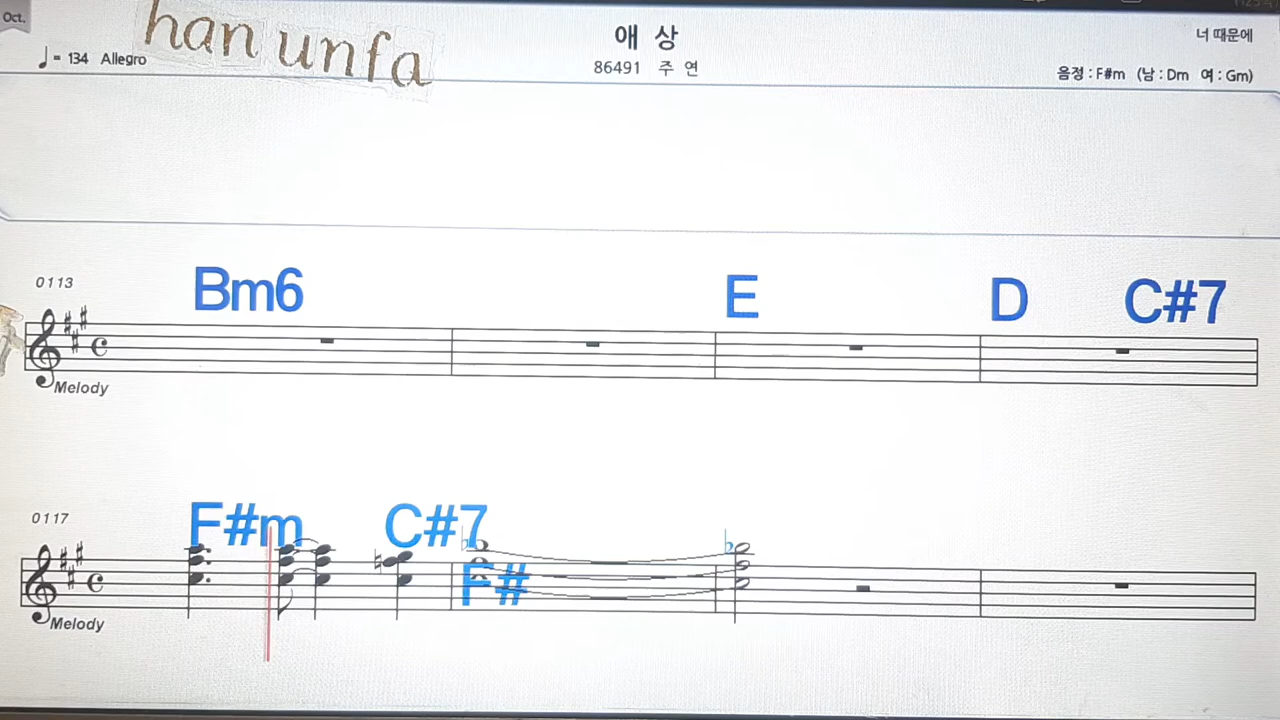 Oct.
han unfa
♩= 134 Allegro
애 상
86491 주 연
너 때문에
음정 : F#m (남 : Dm 여 : Gm)
0113
Bm6 E D C#7
Melody
0117
F#m C#7
F#
Melody